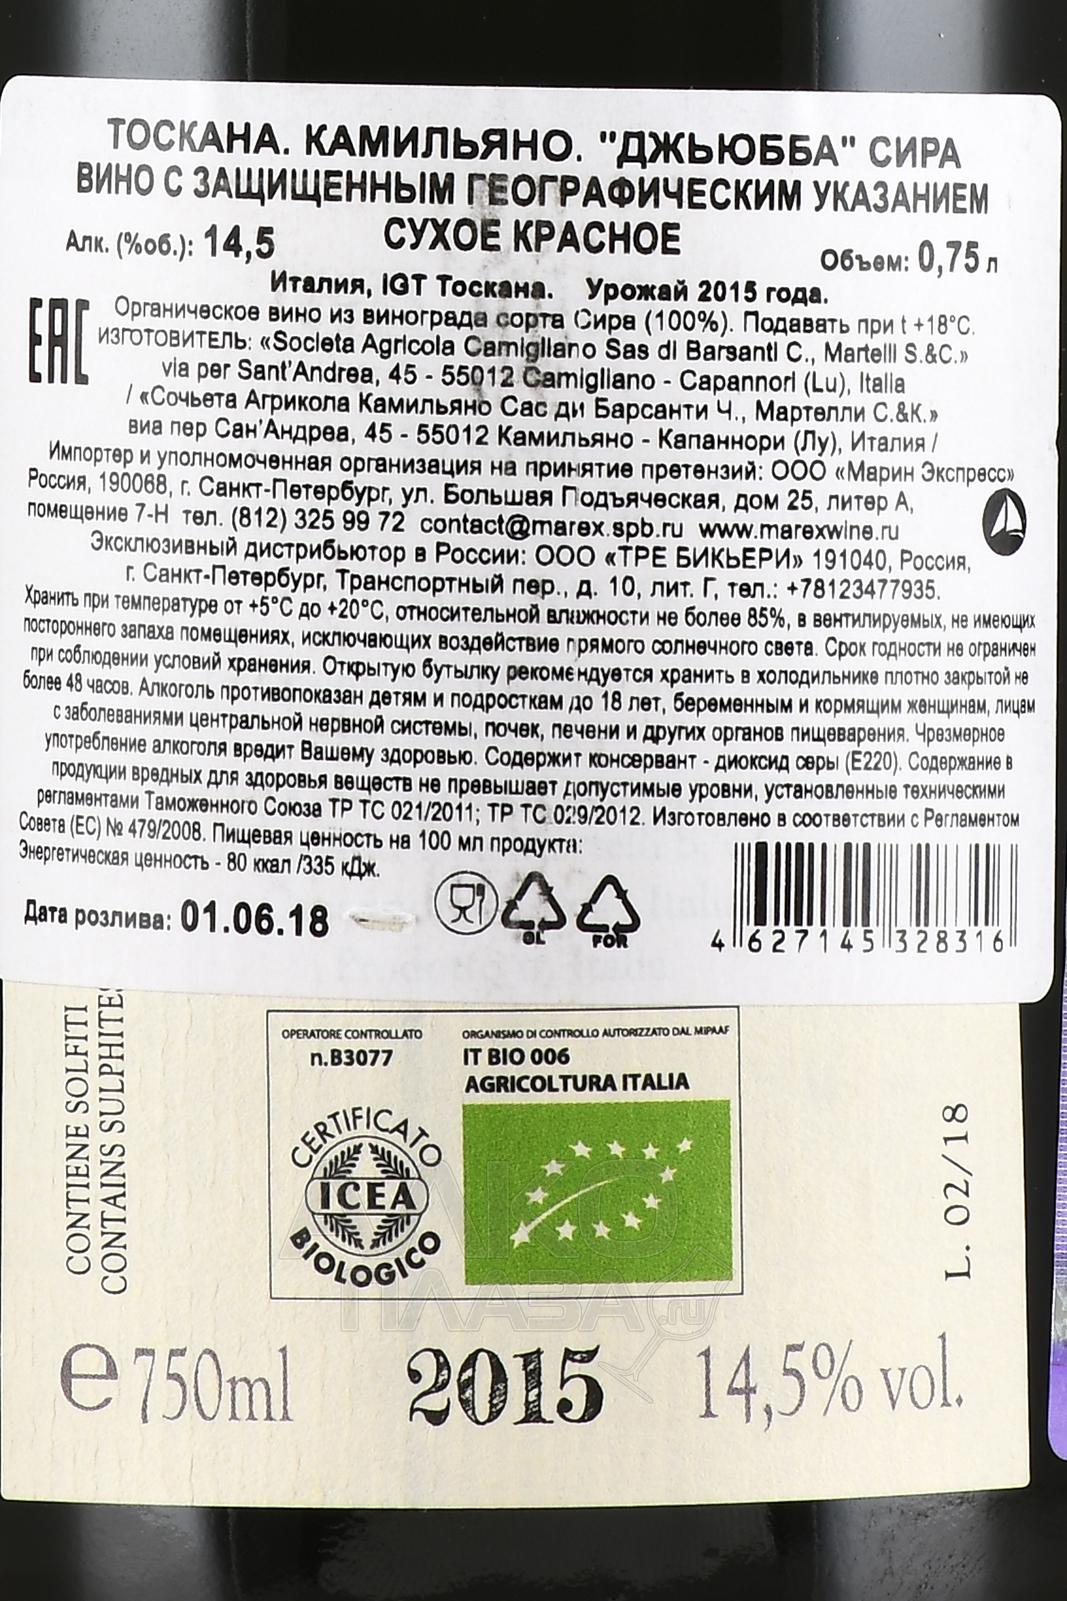 ТОСКАНА. КАМИЛЬЯНО. "ДЖЬЮББА" СИРА
ВИНО С ЗАЩИЩЕННЫМ ГЕОГРАФИЧЕСКИМ УКАЗАНИЕМ
СУХОЕ КРАСНОЕ
Алк. (%об.): 14,5
Объем: 0,75 л
Италия, IGT Тоскана. Урожай 2015 года.
EAC
Органическое вино из винограда сорта Сира (100%). Подавать при t +18°C.
ИЗГОТОВИТЕЛЬ: «Societa Agricola Camigliano Sas di Barsanti C., Martelli S.&C.»
via per Sant'Andrea, 45 - 55012 Camigliano - Capannori (Lu), Italia
/ «Сочьета Агрикола Камильяно Сас ди Барсанти Ч., Мартелли С.&К.»
виа пер Сан'Андреа, 45 - 55012 Камильяно - Капаннори (Лу), Италия /
Импортер и уполномоченная организация на принятие претензий: ООО «Марин Экспресс»
Россия, 190068, г. Санкт-Петербург, ул. Большая Подъяческая, дом 25, литер А,
помещение 7-Н тел. (812) 325 99 72 contact@marex.spb.ru www.marexwine.ru
Эксклюзивный дистрибьютор в России: ООО «ТРЕ БИКЬЕРИ» 191040, Россия,
г. Санкт-Петербург, Транспортный пер., д. 10, лит. Г, тел.: +78123477935.
Хранить при температуре от +5°C до +20°C, относительной влажности не более 85%, в вентилируемых, не имеющих
постороннего запаха помещениях, исключающих воздействие прямого солнечного света. Срок годности не ограничен
при соблюдении условий хранения. Открытую бутылку рекомендуется хранить в холодильнике плотно закрытой не
более 48 часов. Алкоголь противопоказан детям и подросткам до 18 лет, беременным и кормящим женщинам, лицам
с заболеваниями центральной нервной системы, почек, печени и других органов пищеварения. Чрезмерное
употребление алкоголя вредит Вашему здоровью. Содержит консервант - диоксид серы (Е220). Содержание в
продукции вредных для здоровья веществ не превышает допустимые уровни, установленные техническими
регламентами Таможенного Союза ТР ТС 021/2011; ТР ТС 029/2012. Изготовлено в соответствии с Регламентом
Совета (ЕС) № 479/2008. Пищевая ценность на 100 мл продукта:
Энергетическая ценность - 80 ккал /335 кДж.
Дата розлива: 01.06.18
GL
FOR
4 627145 328316
CONTIENE SOLFITI
CONTAINS SULPHITES
OPERATORE CONTROLLATO
n.B3077
CERTIFICATO
ICEA
BIOLOGICO
ORGANISMO DI CONTROLLO AUTORIZZATO DAL MIPAAF
IT BIO 006
AGRICOLTURA ITALIA
L. 02/18
АЛКО
ПЛАЗА.ru
e 750ml
2015
14,5% vol.